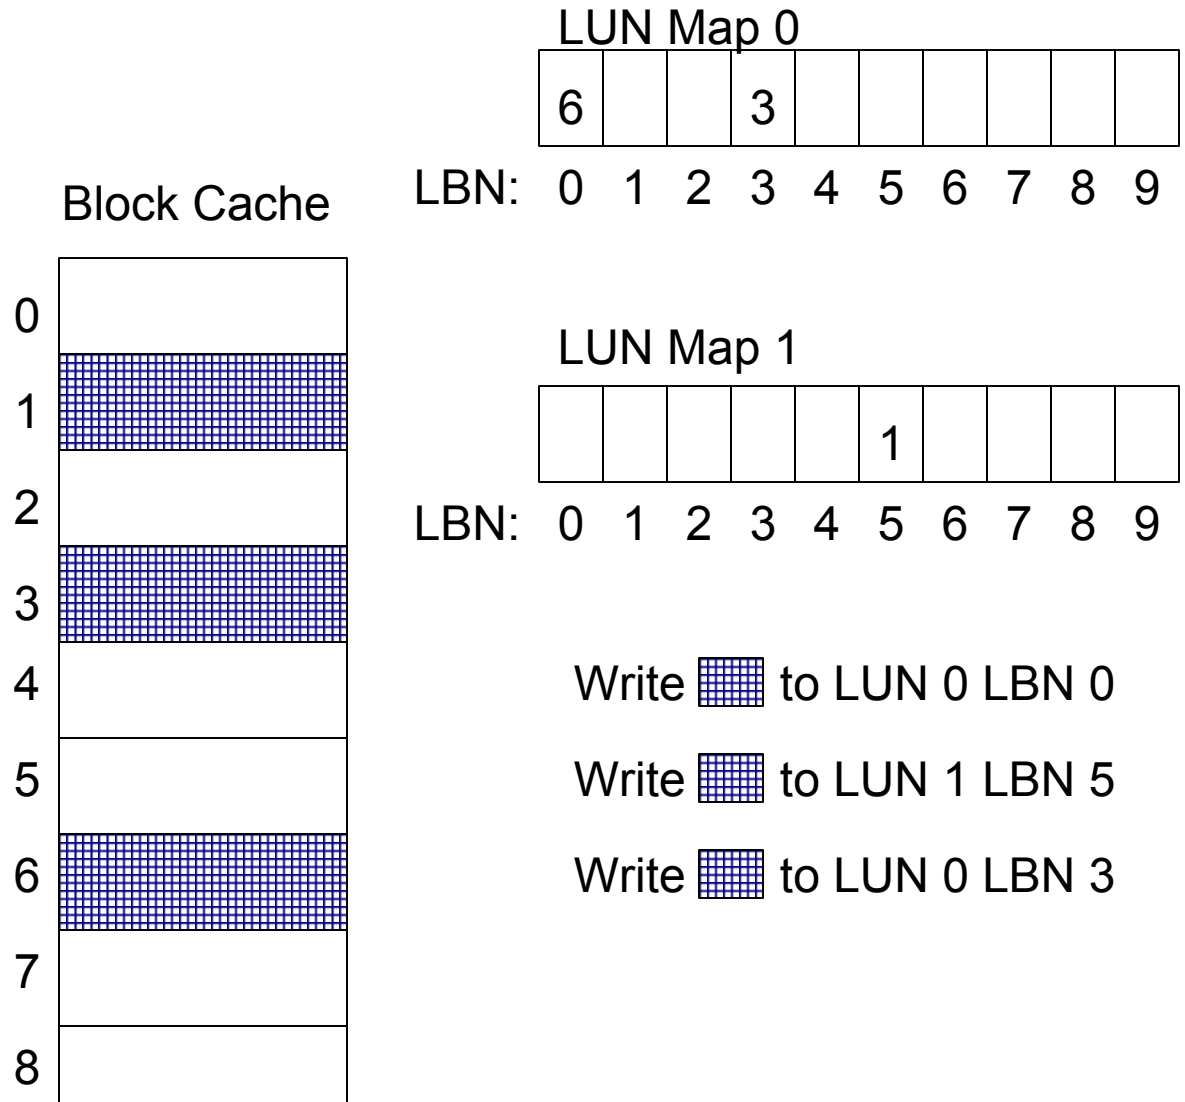 LUN Map 0
6 3
LBN: 0 1 2 3 4 5 6 7 8 9
Block Cache
0
1
2
3
4
5
6
7
8
LUN Map 1
1
LBN: 0 1 2 3 4 5 6 7 8 9
Write to LUN 0 LBN 0
Write to LUN 1 LBN 5
Write to LUN 0 LBN 3